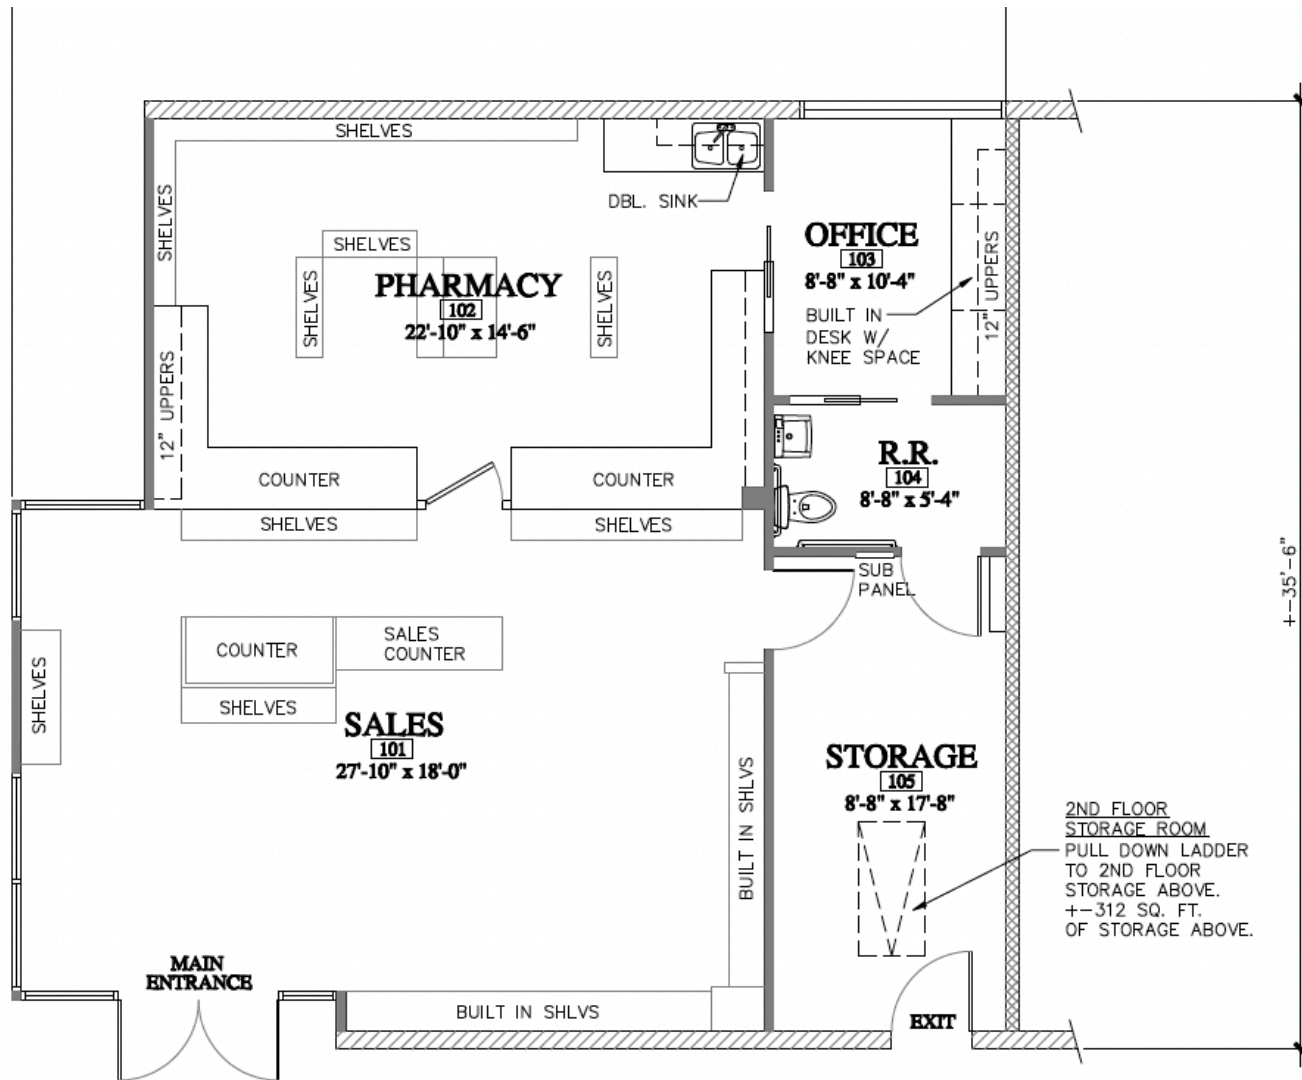 SHELVES
SHELVES
DBL. SINK
SHELVES
SHELVES
SHELVES
PHARMACY
102
22'-10" x 14'-6"
OFFICE
103
8'-8" x 10'-4"
BUILT IN
DESK W/
KNEE SPACE
12" UPPERS
12" UPPERS
COUNTER
COUNTER
R.R.
104
8'-8" x 5'-4"
SHELVES
SHELVES
SUB
PANEL
+-35'-6"
COUNTER
SALES
COUNTER
SHELVES
SHELVES
SALES
101
27'-10" x 18'-0"
BUILT IN SHLVS
STORAGE
105
8'-8" x 17'-8"
2ND FLOOR
STORAGE ROOM
PULL DOWN LADDER
TO 2ND FLOOR
STORAGE ABOVE.
+-312 SQ. FT.
OF STORAGE ABOVE.
MAIN
ENTRANCE
BUILT IN SHLVS
EXIT